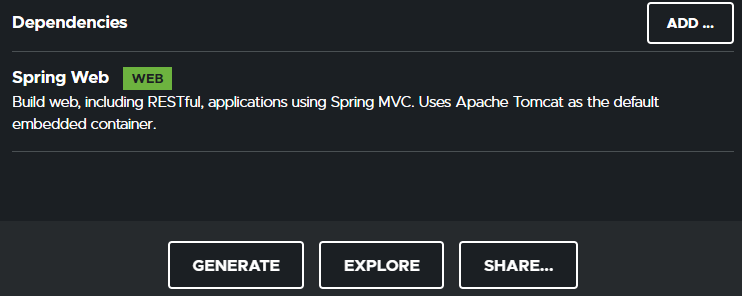 Dependencies
ADD ...
Spring Web WEB
Build web, including RESTful, applications using Spring MVC. Uses Apache Tomcat as the default
embedded container.
GENERATE
EXPLORE
SHARE...